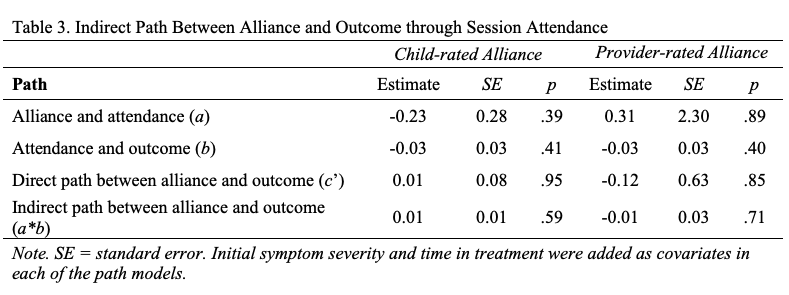 Table 3. Indirect Path Between Alliance and Outcome through Session Attendance
Child-rated Alliance Provider-rated Alliance
Path Estimate SE p Estimate SE p
Alliance and attendance (a) -0.23 0.28 .39 0.31 2.30 .89
Attendance and outcome (b) -0.03 0.03 .41 -0.03 0.03 .40
Direct path between alliance and outcome (c’) 0.01 0.08 .95 -0.12 0.63 .85
Indirect path between alliance and outcome
(a*b) 0.01 0.01 .59 -0.01 0.03 .71
Note. SE = standard error. Initial symptom severity and time in treatment were added as covariates in
each of the path models.